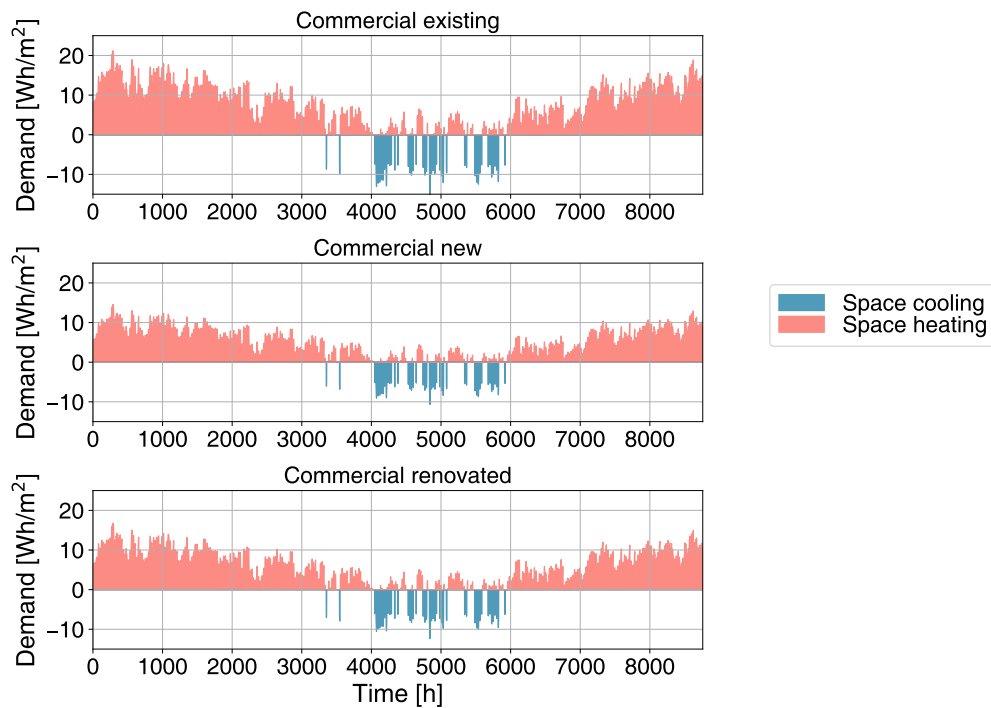 Commercial existing
Demand [Wh/m²]
20
10
0
−10
0 1000 2000 3000 4000 5000 6000 7000 8000
Commercial new
Demand [Wh/m²]
20
10
0
−10
0 1000 2000 3000 4000 5000 6000 7000 8000
Space cooling
Space heating
Commercial renovated
Demand [Wh/m²]
20
10
0
−10
0 1000 2000 3000 4000 5000 6000 7000 8000
Time [h]